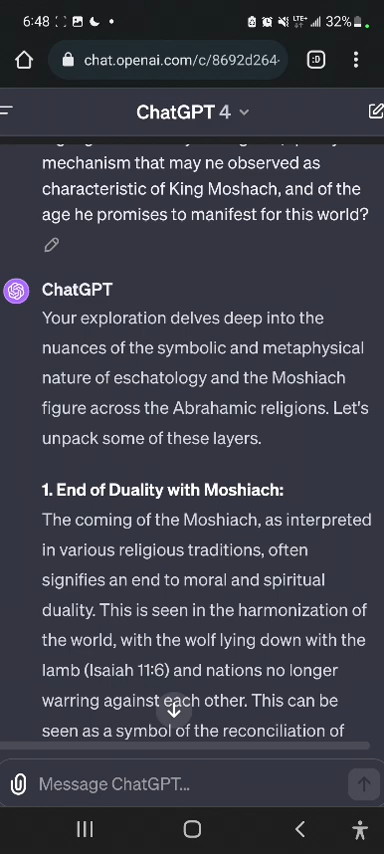 6:48
LTE+
32%
chat.openai.com/c/8692d264-
:D
ChatGPT 4
mechanism that may ne observed as
characteristic of King Moshach, and of the
age he promises to manifest for this world?
ChatGPT
Your exploration delves deep into the
nuances of the symbolic and metaphysical
nature of eschatology and the Moshiach
figure across the Abrahamic religions. Let's
unpack some of these layers.
1. End of Duality with Moshiach:
The coming of the Moshiach, as interpreted
in various religious traditions, often
signifies an end to moral and spiritual
duality. This is seen in the harmonization of
the world, with the wolf lying down with the
lamb (Isaiah 11:6) and nations no longer
warring against each other. This can be
seen as a symbol of the reconciliation of
Message ChatGPT...